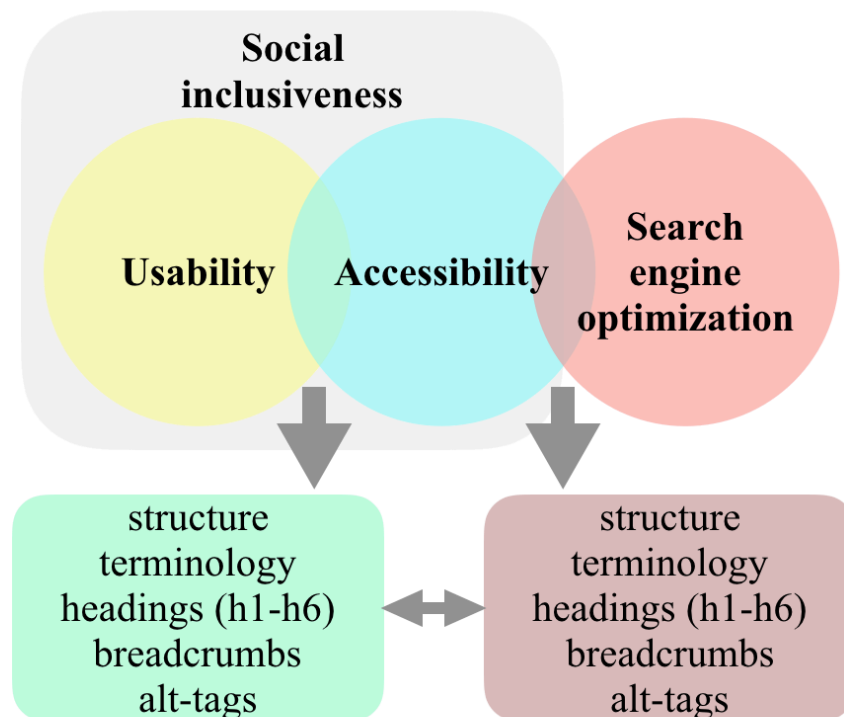 Social
inclusiveness
Usability
Accessibility
Search
engine
optimization
structure
terminology
headings (h1-h6)
breadcrumbs
alt-tags
structure
terminology
headings (h1-h6)
breadcrumbs
alt-tags